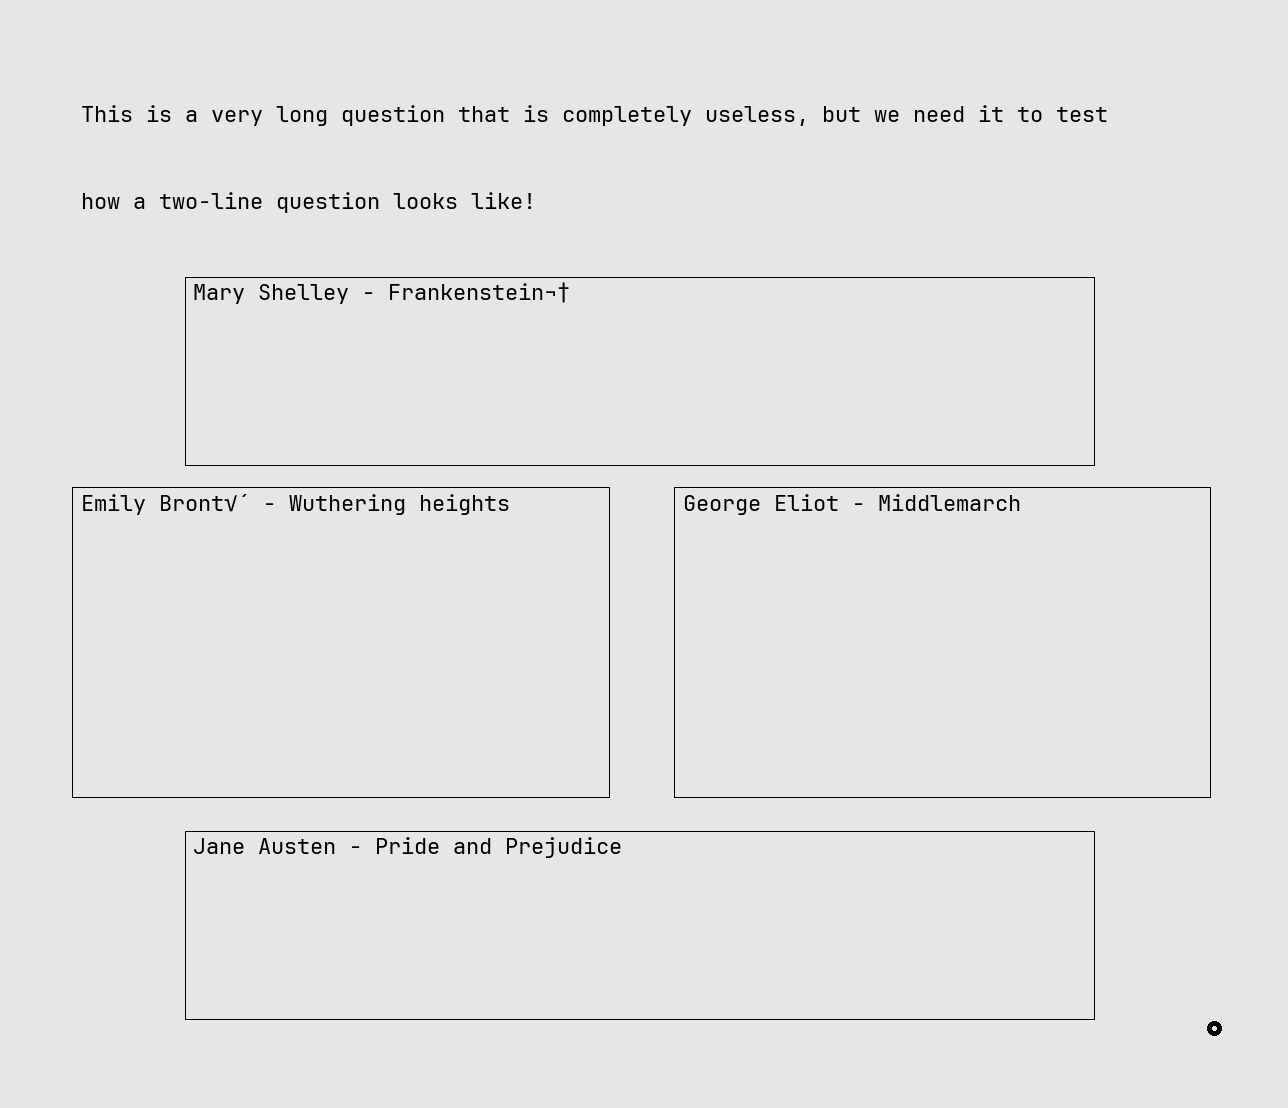 This is a very long question that is completely useless, but we need it to test
how a two-line question looks like!
Mary Shelley - Frankenstein¬†
Emily Bront√´ - Wuthering heights
George Eliot - Middlemarch
Jane Austen - Pride and Prejudice